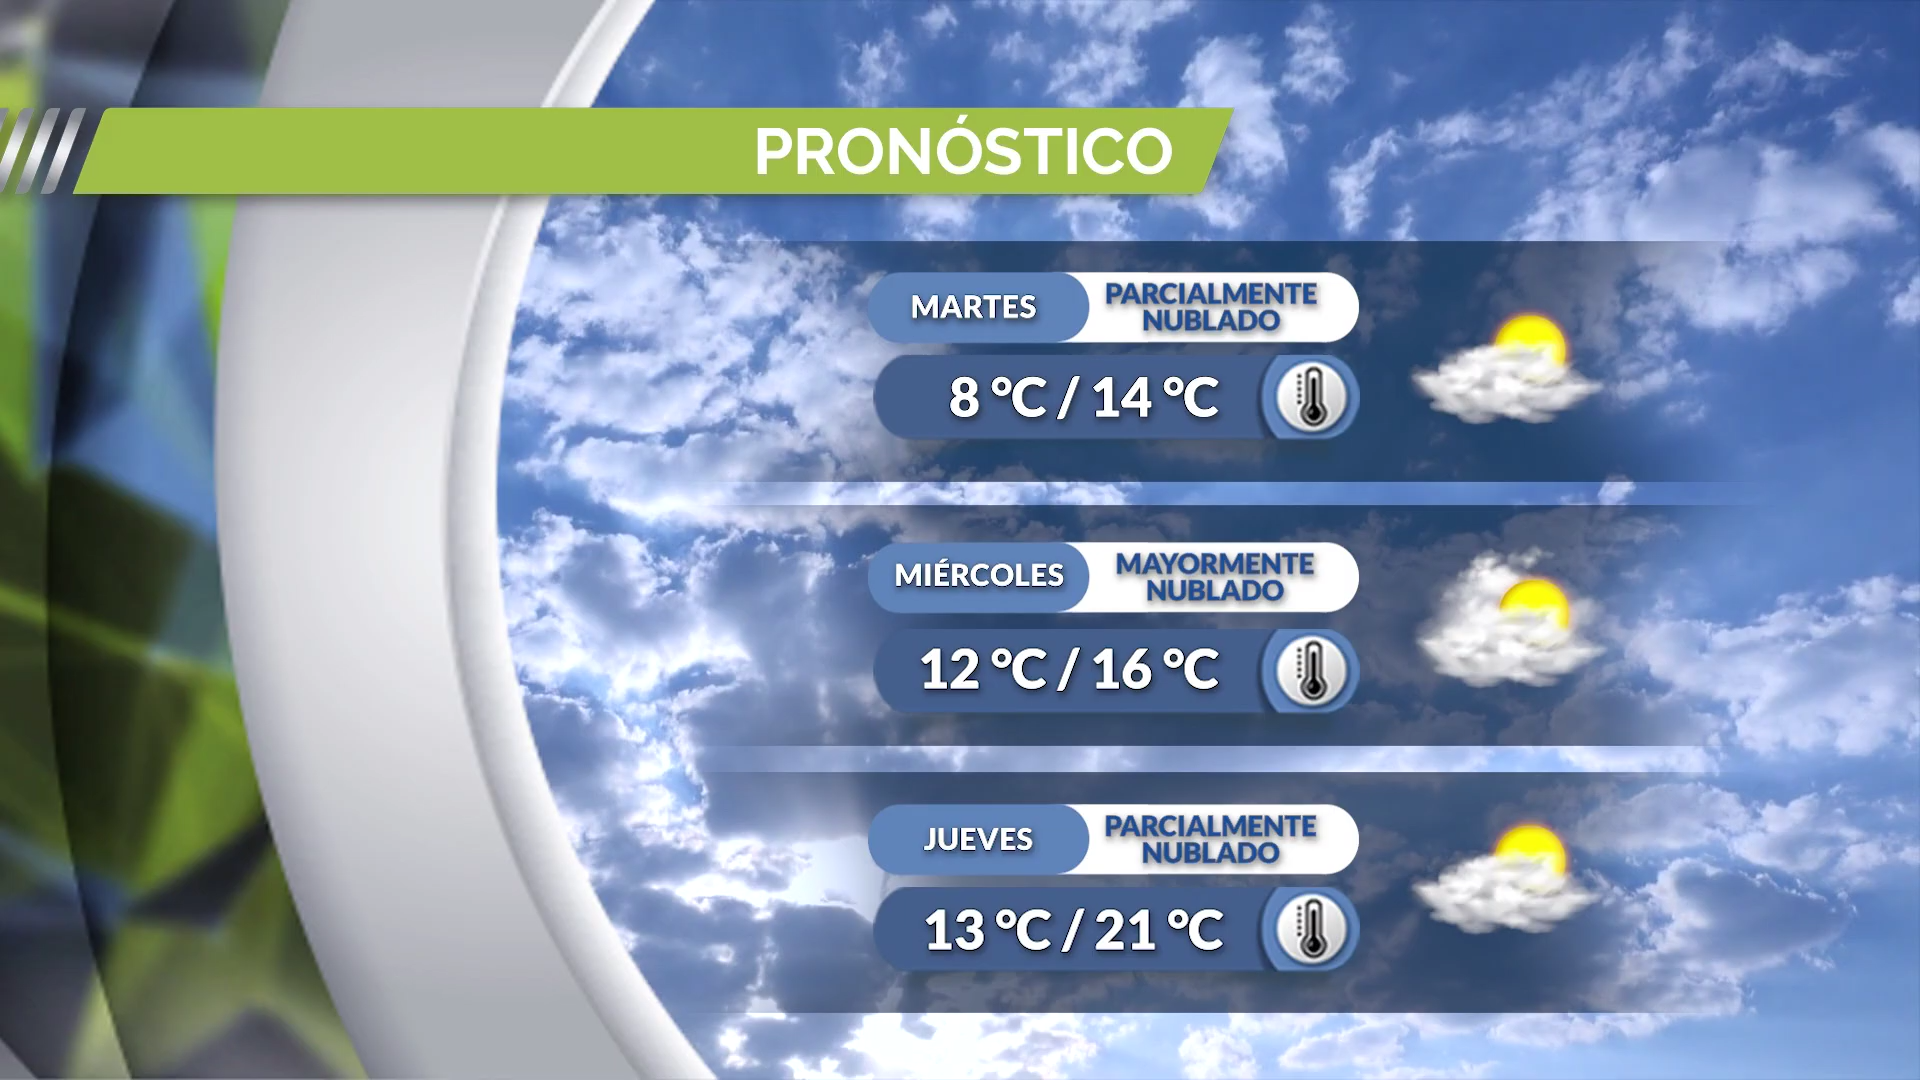 PRONÓSTICO
MARTES
PARCIALMENTE
NUBLADO
8 °C / 14 °C
MIÉRCOLES
MAYORMENTE
NUBLADO
12 °C / 16 °C
JUEVES
PARCIALMENTE
NUBLADO
13 °C / 21 °C